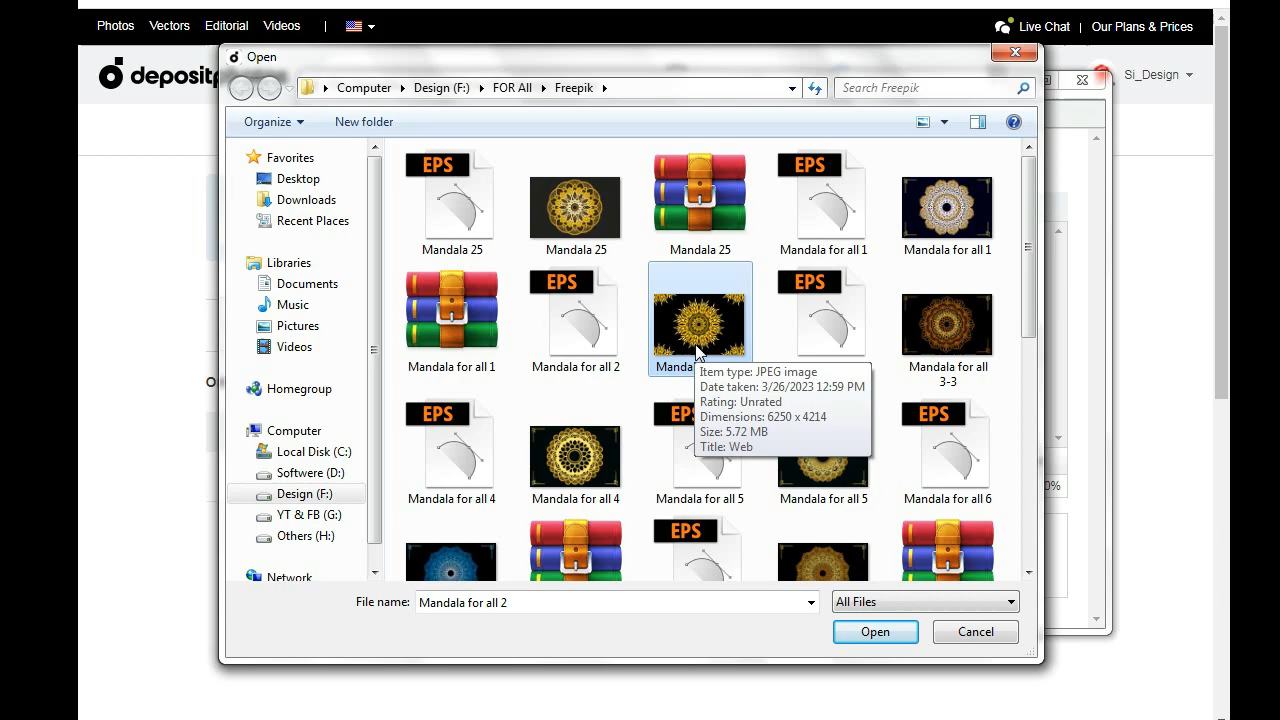 Photos Vectors Editorial Videos | Live Chat Our Plans & Prices
Open
Si_Design
Computer Design (F:) FOR All Freepik Search Freepik
Organize New folder
Favorites
Desktop
Downloads
Recent Places
Libraries
Documents
Music
Pictures
Videos
Homegroup
Computer
Local Disk (C:)
Softwere (D:)
Design (F:)
YT & FB (G:)
Others (H:)
Network
EPS EPS
Mandala 25 Mandala 25 Mandala 25 Mandala for all 1 Mandala for all 1
EPS EPS
Mandala for all 1 Mandala for all 2 Mandala for all
3-3
Item type: JPEG image
Date taken: 3/26/2023 12:59 PM
Rating: Unrated
Dimensions: 6250 x 4214
Size: 5.72 MB
Title: Web
EPS EPS
Mandala for all 4 Mandala for all 4 Mandala for all 5 Mandala for all 5 Mandala for all 6
EPS
0%
File name: Mandala for all 2 All Files
Open Cancel